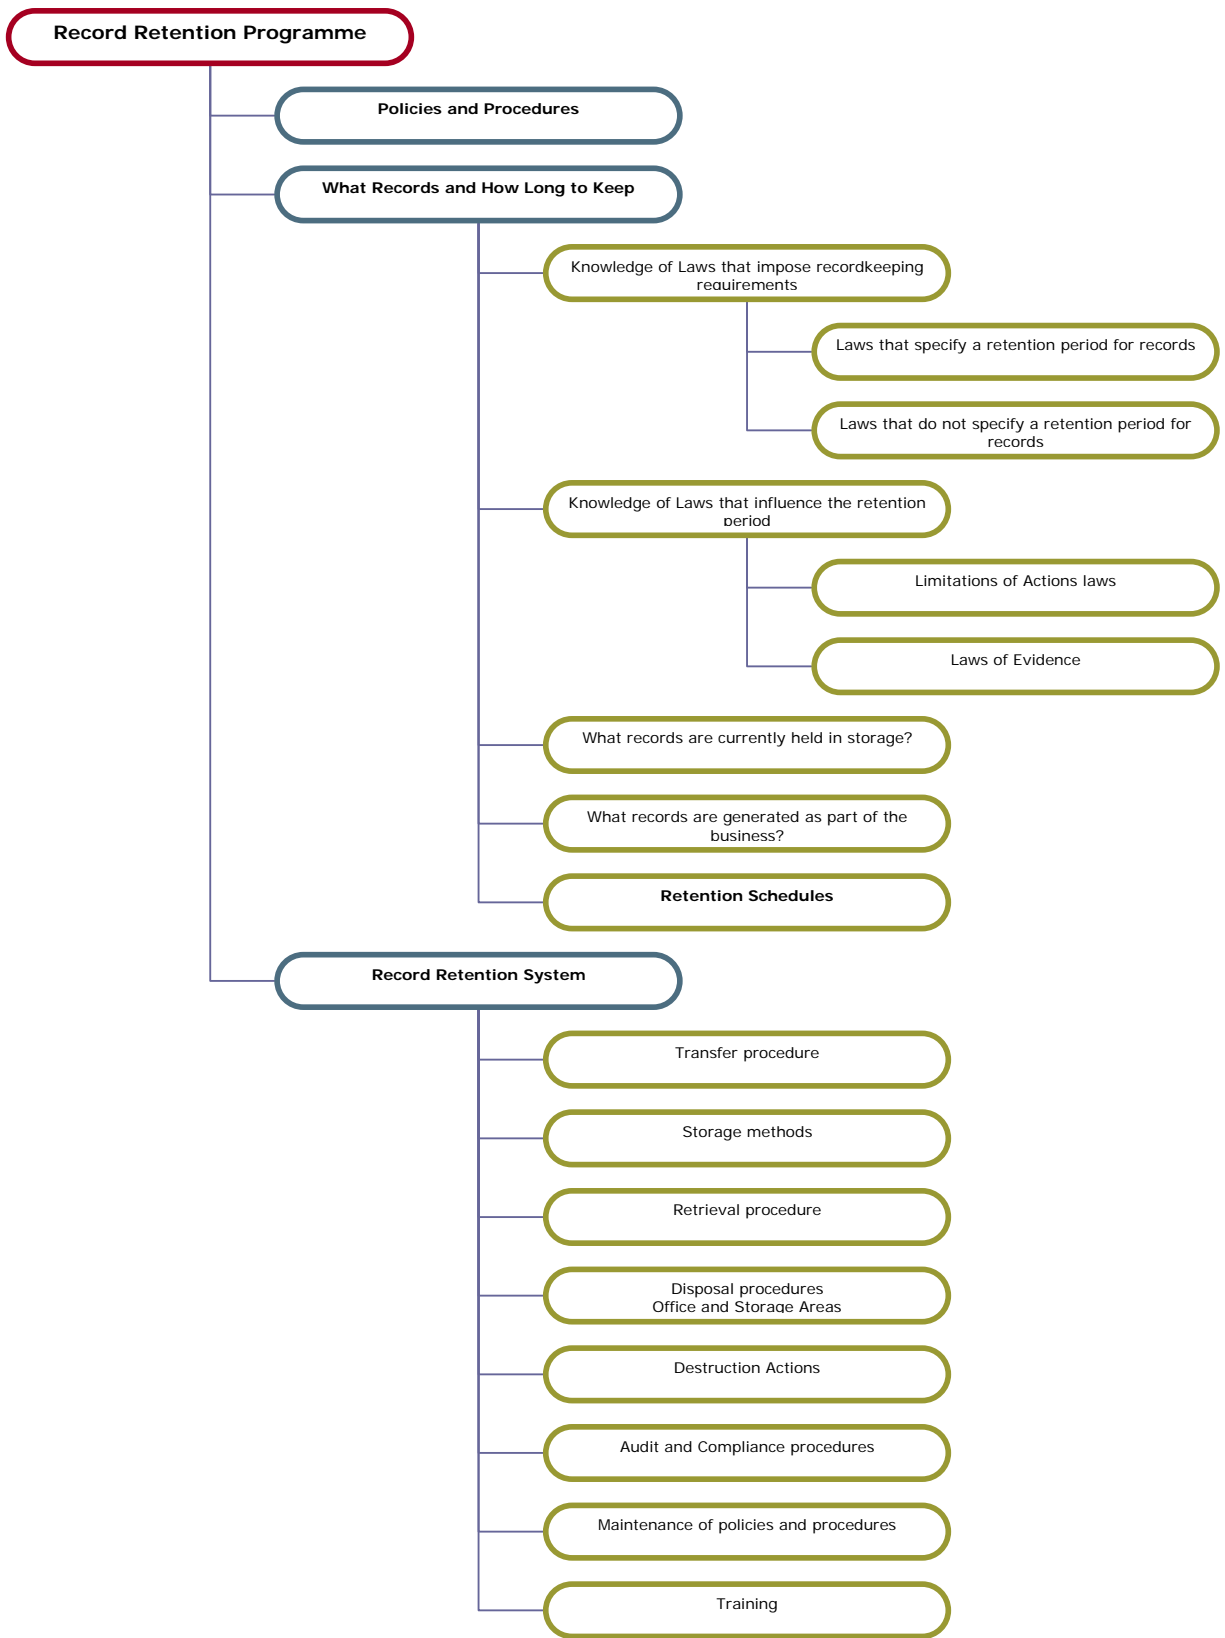 Record Retention Programme
Policies and Procedures
What Records and How Long to Keep
Knowledge of Laws that impose recordkeeping
requirements
Laws that specify a retention period for records
Laws that do not specify a retention period for
records
Knowledge of Laws that influence the retention
period
Limitations of Actions laws
Laws of Evidence
What records are currently held in storage?
What records are generated as part of the
business?
Retention Schedules
Record Retention System
Transfer procedure
Storage methods
Retrieval procedure
Disposal procedures
Office and Storage Areas
Destruction Actions
Audit and Compliance procedures
Maintenance of policies and procedures
Training